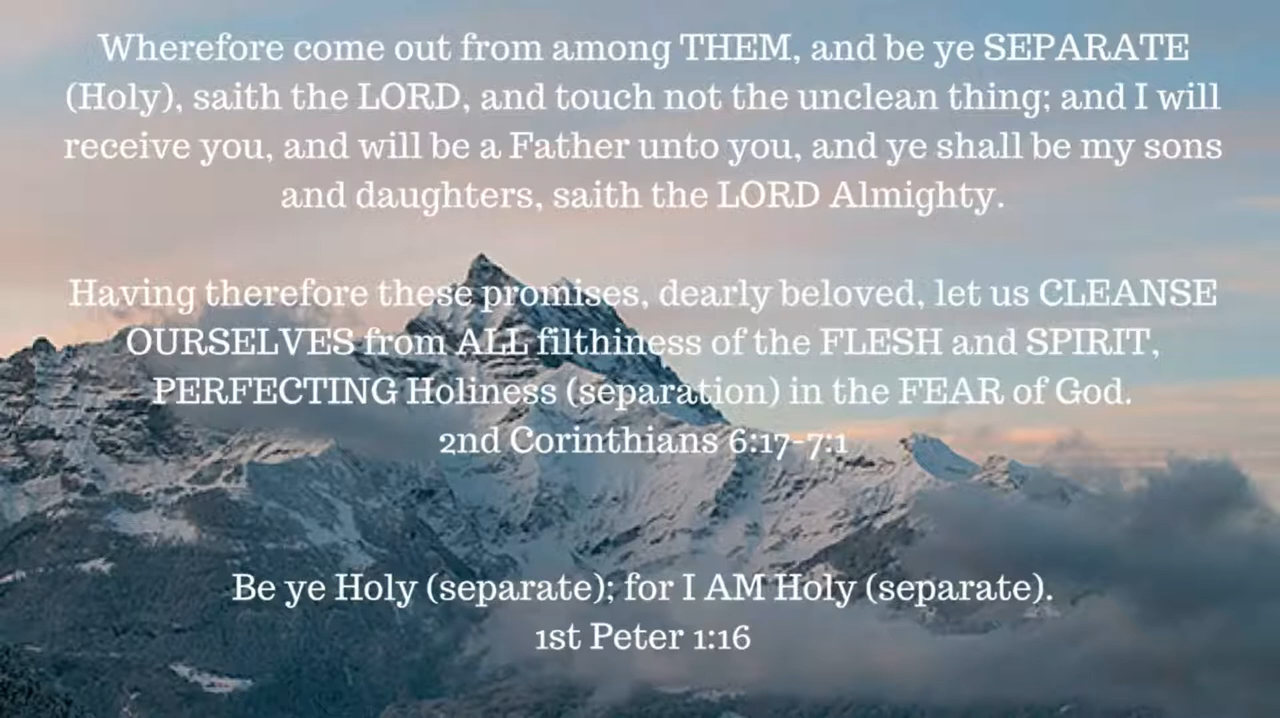 Wherefore come out from among THEM, and be ye SEPARATE
(Holy), saith the LORD, and touch not the unclean thing; and I will
receive you, and will be a Father unto you, and ye shall be my sons
and daughters, saith the LORD Almighty.
Having therefore these promises, dearly beloved, let us CLEANSE
OURSELVES from ALL filthiness of the FLESH and SPIRIT,
PERFECTING Holiness (separation) in the FEAR of God.
2nd Corinthians 6:17-7:1
Be ye Holy (separate); for I AM Holy (separate).
1st Peter 1:16